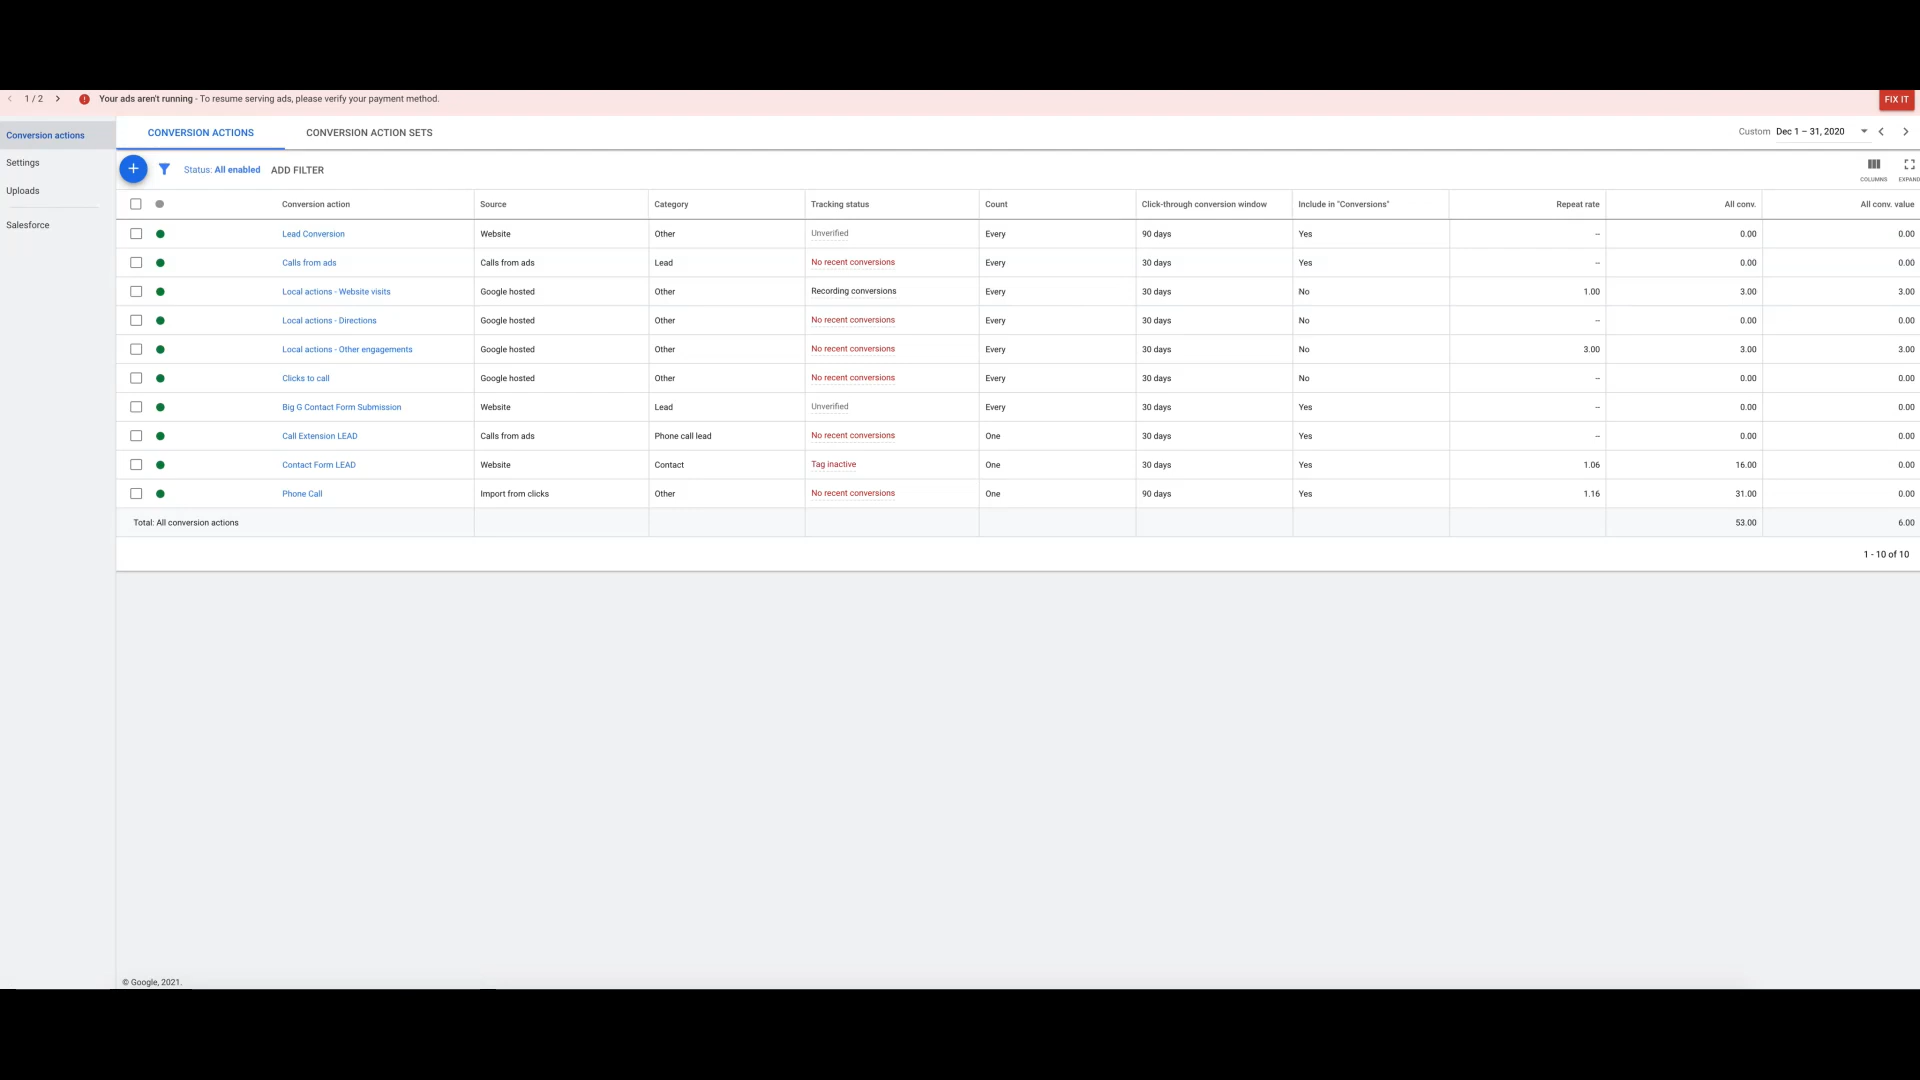 1 / 2 Your ads aren't running - To resume serving ads, please verify your payment method. FIX IT
Conversion actions CONVERSION ACTIONS CONVERSION ACTION SETS Custom Dec 1 – 31, 2020
Settings
Status: All enabled ADD FILTER COLUMNS EXPAND
Uploads
Salesforce
Conversion action Source Category Tracking status Count Click-through conversion window Include in "Conversions" Repeat rate All conv. All conv. value
Lead Conversion Website Other Unverified Every 90 days Yes – 0.00 0.00
Calls from ads Calls from ads Lead No recent conversions Every 30 days Yes – 0.00 0.00
Local actions - Website visits Google hosted Other Recording conversions Every 30 days No 1.00 3.00 3.00
Local actions - Directions Google hosted Other No recent conversions Every 30 days No – 0.00 0.00
Local actions - Other engagements Google hosted Other No recent conversions Every 30 days No 3.00 3.00 3.00
Clicks to call Google hosted Other No recent conversions Every 30 days No – 0.00 0.00
Big G Contact Form Submission Website Lead Unverified Every 30 days Yes – 0.00 0.00
Call Extension LEAD Calls from ads Phone call lead No recent conversions One 30 days Yes – 0.00 0.00
Contact Form LEAD Website Contact Tag inactive One 30 days Yes 1.06 16.00 0.00
Phone Call Import from clicks Other No recent conversions One 90 days Yes 1.16 31.00 0.00
Total: All conversion actions 53.00 6.00
1 - 10 of 10
© Google, 2021.